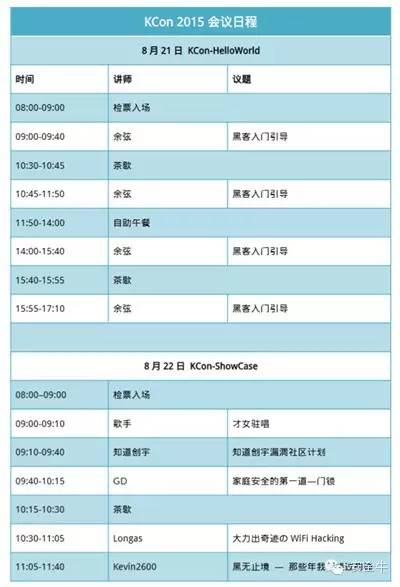 KCon 2015 会议日程
8 月 21 日 KCon-HelloWorld
时间 讲师 议题
08:00-09:00 检票入场
09:00-09:40 余弦 黑客入门引导
10:30-10:45 茶歇
10:45-11:50 余弦 黑客入门引导
11:50-14:00 自助午餐
14:00-15:40 余弦 黑客入门引导
15:40-15:55 茶歇
15:55-17:10 余弦 黑客入门引导
8 月 22 日 KCon-ShowCase
08:00–09:00 检票入场
09:00-09:10 歌手 才女驻唱
09:10-09:40 知道创宇 知道创宇漏洞社区计划
09:40-10:15 GD 家庭安全的第一道—门锁
10:15-10:30 茶歇
10:30-11:05 Longas 大力出奇迹の WiFi Hacking
11:05-11:40 Kevin2600 黑无止境 — 那些年我